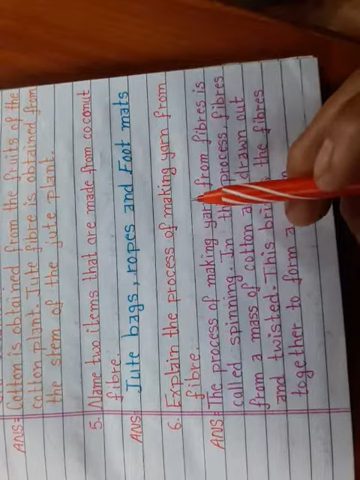 ANS= Cotton is obtained from the fruits of the
cotton plant. Jute fibre is obtained from
the stem of the jute plant.
5. Name two items that are made from coconut
fibre.
ANS= Jute bags, ropes and Foot mats
6. Explain the process of making yarn from
fibre.
ANS= The process of making yarn from fibres is
called spinning. In process, fibres
from a mass of cotton drawn out
and twisted. This the fibres
together to form a